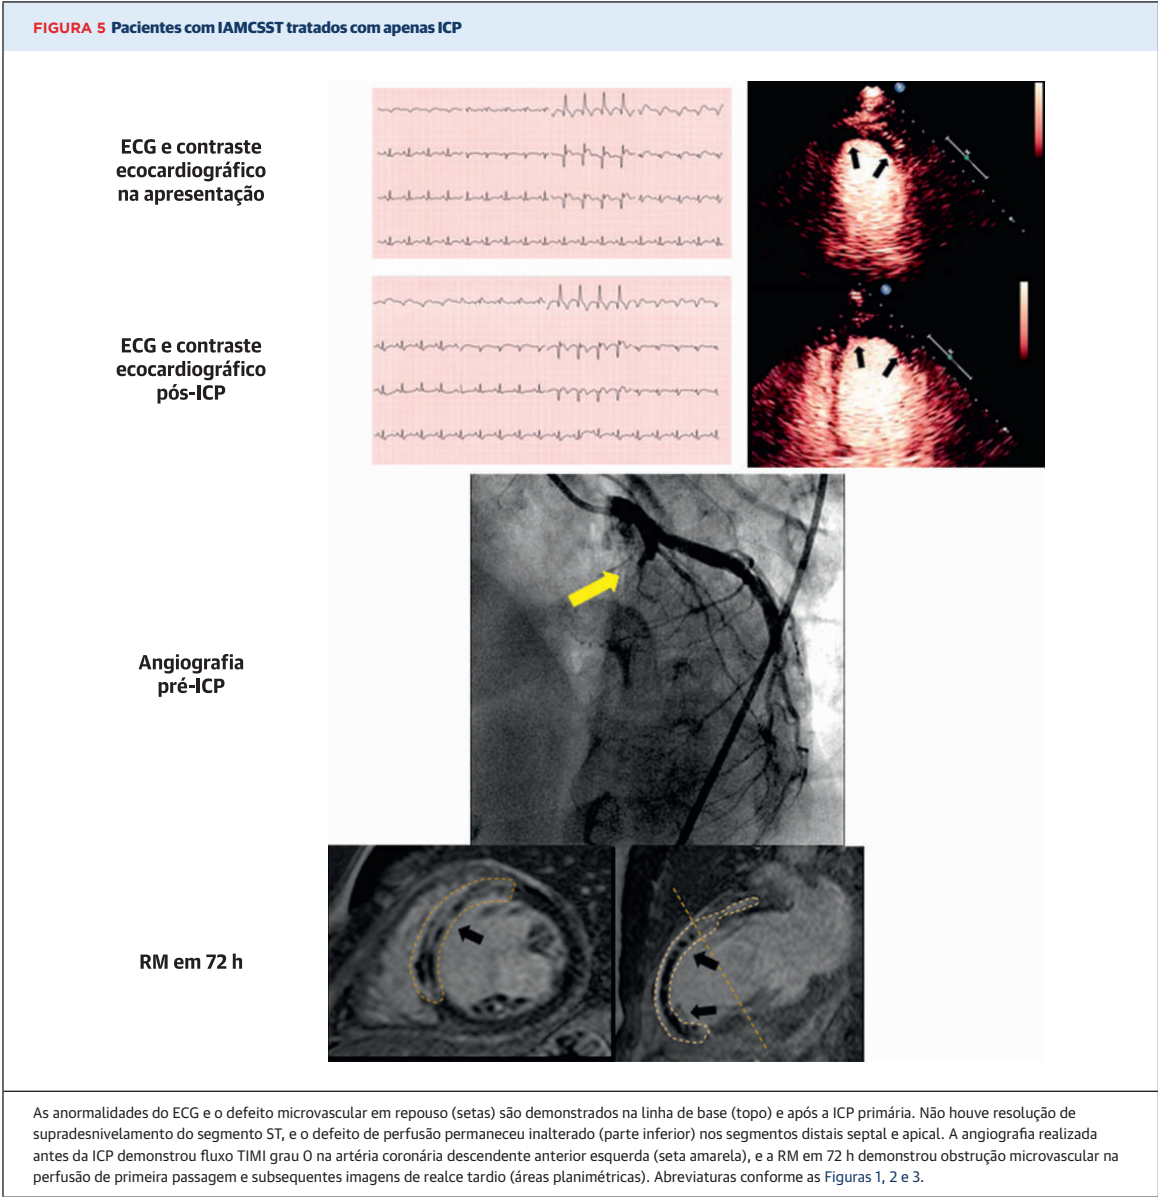 FIGURA 5 Pacientes com IAMCSST tratados com apenas ICP
ECG e contraste
ecocardiográfico
na apresentação
ECG e contraste
ecocardiográfico
pós-ICP
Angiografia
pré-ICP
RM em 72 h
As anormalidades do ECG e o defeito microvascular em repouso (setas) são demonstrados na linha de base (topo) e após a ICP primária. Não houve resolução de
supradesnivelamento do segmento ST, e o defeito de perfusão permaneceu inalterado (parte inferior) nos segmentos distais septal e apical. A angiografia realizada
antes da ICP demonstrou fluxo TIMI grau 0 na artéria coronária descendente anterior esquerda (seta amarela), e a RM em 72 h demonstrou obstrução microvascular na
perfusão de primeira passagem e subsequentes imagens de realce tardio (áreas planimétricas). Abreviaturas conforme as Figuras 1, 2 e 3.